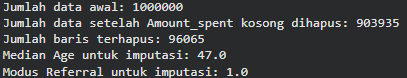 Jumlah data awal: 1000000
Jumlah data setelah Amount_spent kosong dihapus: 903935
Jumlah baris terhapus: 96065
Median Age untuk imputasi: 47.0
Modus Referral untuk imputasi: 1.0